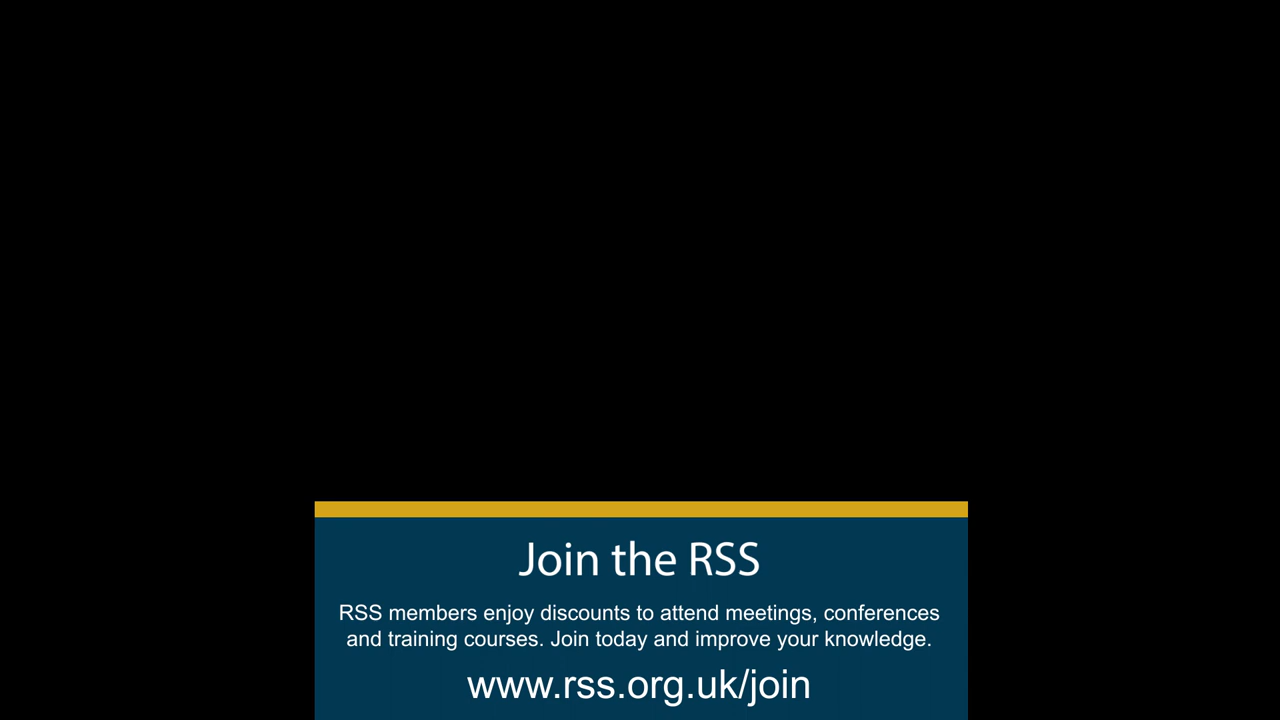 Join the RSS
RSS members enjoy discounts to attend meetings, conferences
and training courses. Join today and improve your knowledge.
www.rss.org.uk/join